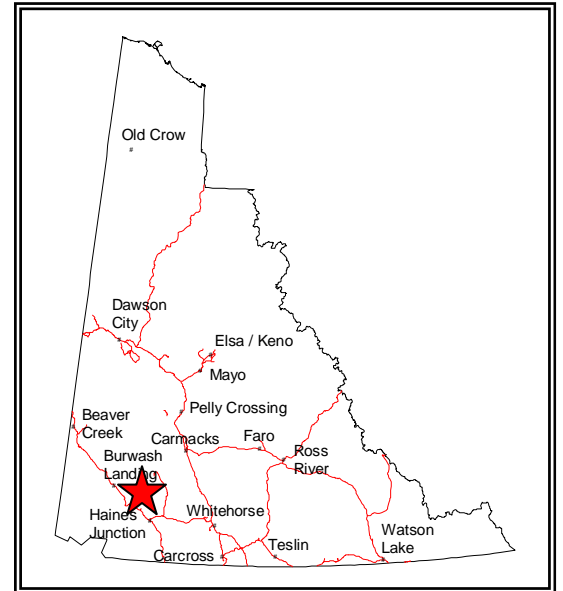 Old Crow
Dawson
City
Elsa / Keno
Mayo
Pelly Crossing
Beaver
Creek
Carmacks
Faro
Ross
River
Burwash
Landing
Haines
Junction
Whitehorse
Watson
Lake
Carcross
Teslin